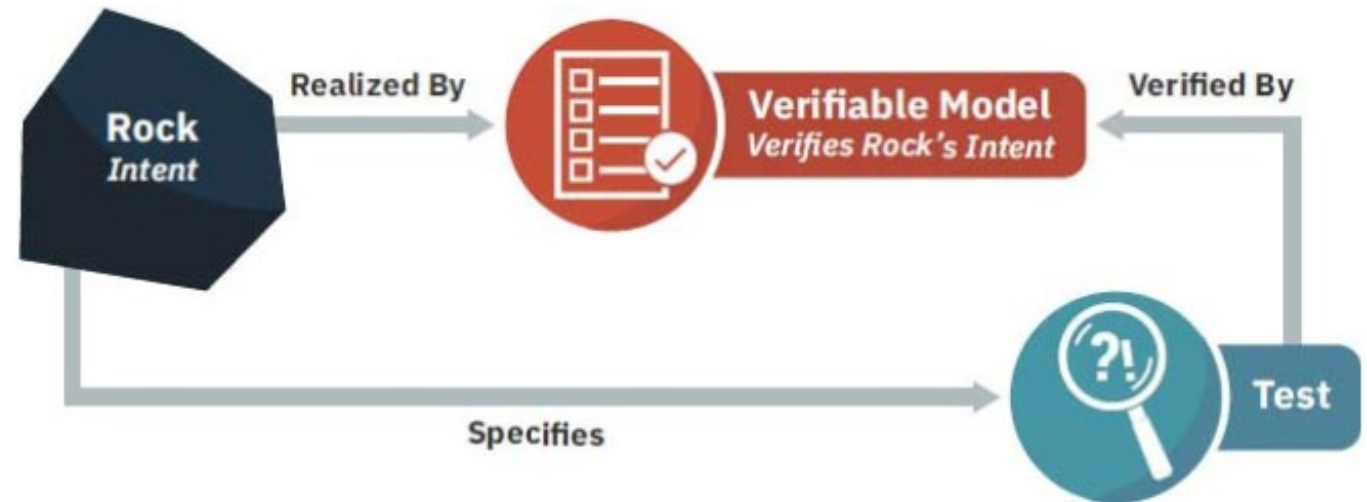 Rock
Intent
Realized By
Verifiable Model
Verifies Rock's Intent
Verified By
?!
Test
Specifies